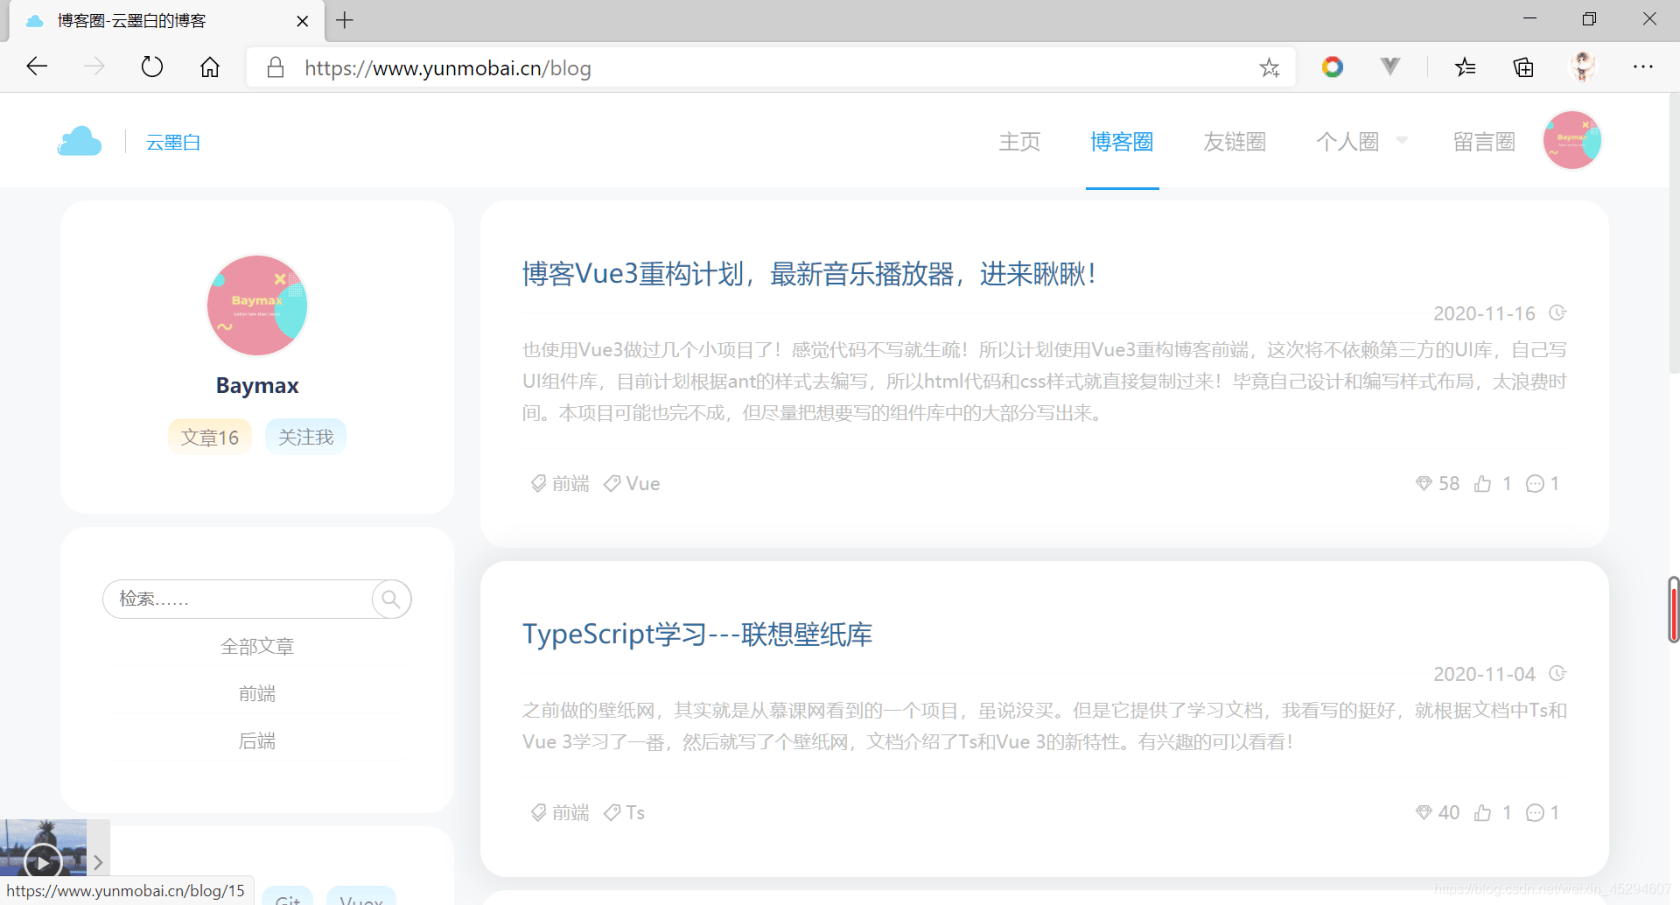 博客圈-云墨白的博客
https://www.yunmobai.cn/blog
云墨白
主页
博客圈
友链圈
个人圈
留言圈
Baymax
Baymax
文章16
关注我
检索......
全部文章
前端
后端
Git
Vuex
https://www.yunmobai.cn/blog/15
博客Vue3重构计划，最新音乐播放器，进来瞅瞅！
2020-11-16
也使用Vue3做过几个小项目了！感觉代码不写就生疏！所以计划使用Vue3重构博客前端，这次将不依赖第三方的UI库，自己写
UI组件库，目前计划根据ant的样式去编写，所以html代码和css样式就直接复制过来！毕竟自己设计和编写样式布局，太浪费时
间。本项目可能也完不成，但尽量把想要写的组件库中的大部分写出来。
前端 Vue
58 1 1
TypeScript学习---联想壁纸库
2020-11-04
之前做的壁纸网，其实就是从慕课网看到的一个项目，虽说没买。但是它提供了学习文档，我看写的挺好，就根据文档中Ts和
Vue 3学习了一番，然后就写了个壁纸网，文档介绍了Ts和Vue 3的新特性。有兴趣的可以看看！
前端 Ts
40 1 1
https://blog.csdn.net/weixin_45294607
Baymax